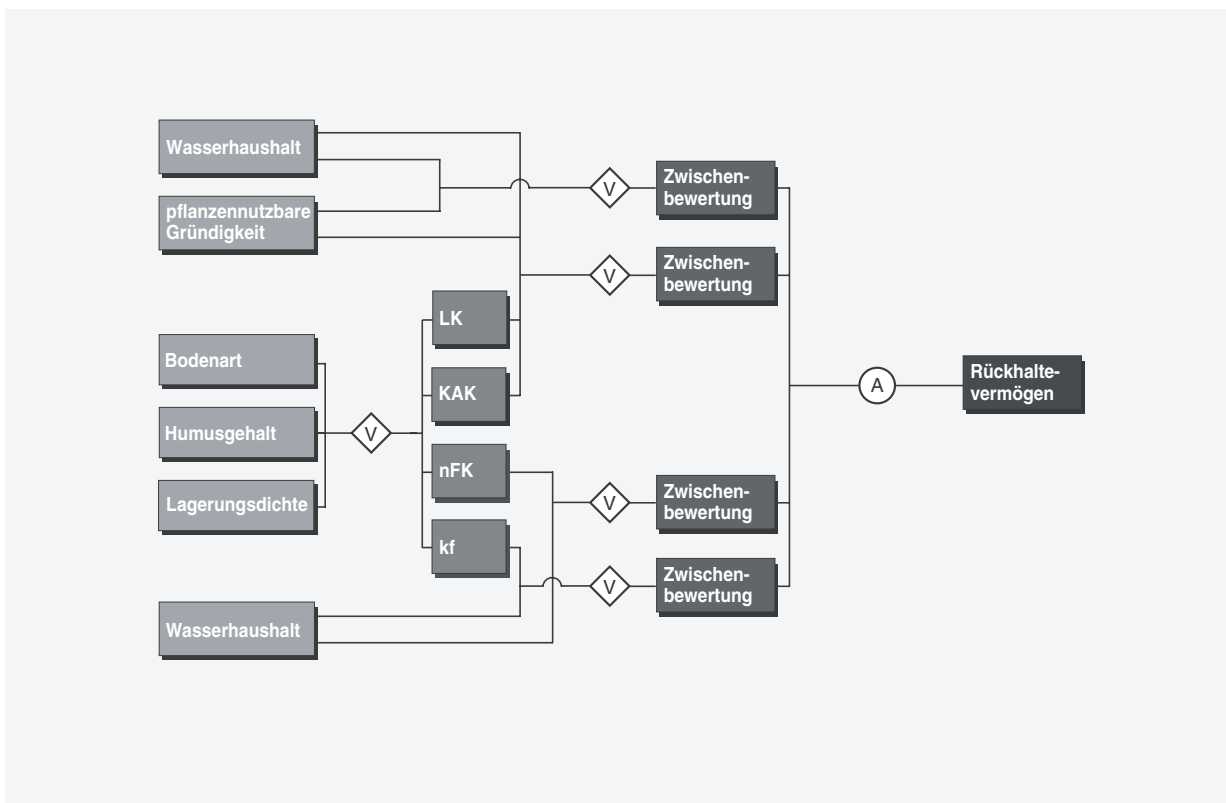 Wasserhaushalt
pflanzennutzbare
Gründigkeit
Bodenart
Humusgehalt
Lagerungsdichte
Wasserhaushalt
V
LK
KAK
nFK
kf
V
Zwischen-
bewertung
V
Zwischen-
bewertung
V
Zwischen-
bewertung
V
Zwischen-
bewertung
A
Rückhalte-
vermögen